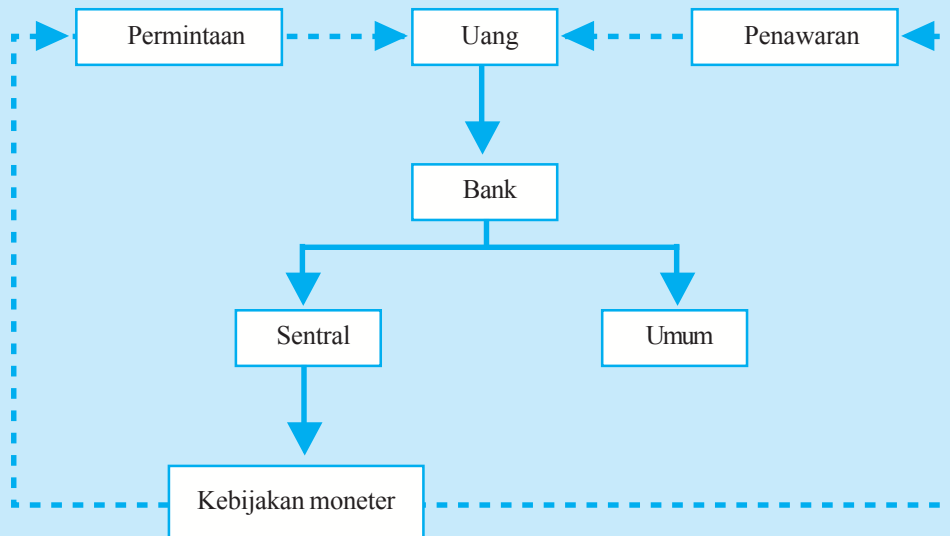 Permintaan
Uang
Penawaran
Bank
Sentral
Umum
Kebijakan moneter